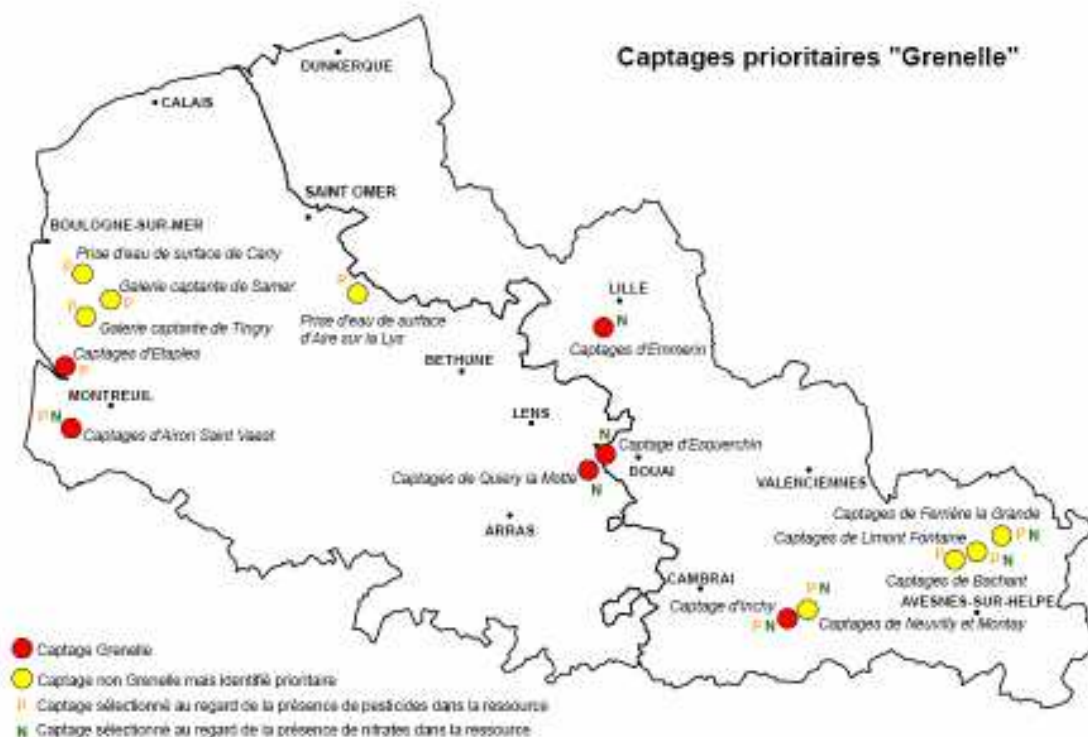 Captages prioritaires "Grenelle"
DUNKERQUE
CALAIS
SAINT OMER
BOULOGNE-SUR-MER
Prise d'eau de surface de Carly
P
Galerie captante de Samer
P
P
Galerie captante de Tingry
P
Prise d'eau de surface
d'Aire sur la Lys
LILLE
N
Captages d'Emmerin
Captages d'Etaples
P
BETHUNE
MONTREUIL
P N
Captages d'Airon Saint Vaast
LENS
N
Captage d'Esquerchin
DOUAI
Captages de Quiery la Motte
N
VALENCIENNES
ARRAS
Captages de Ferrière la Grande
P N
Captages de Limont Fontaine
P
P N
Captages de Bachant
CAMBRAI
P N
AVESNES-SUR-HELPE
Captage d'Inchy
P N
Captages de Neuvilly et Montay
Captage Grenelle
Captage non Grenelle mais identifié prioritaire
P Captage sélectionné au regard de la présence de pesticides dans la ressource
N Captage sélectionné au regard de la présence de nitrates dans la ressource